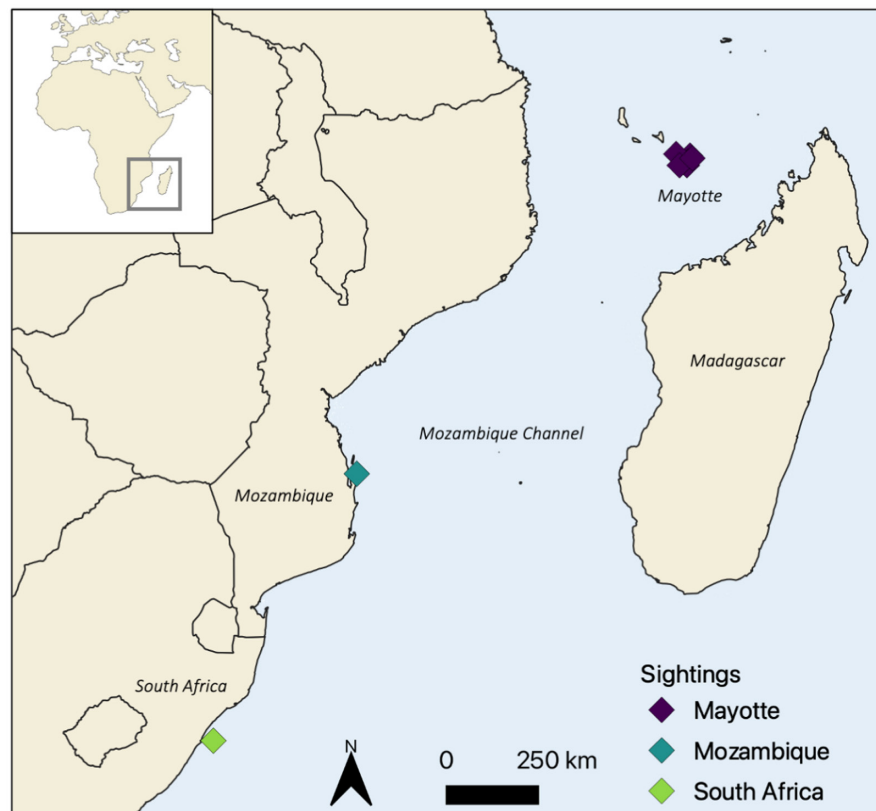 Mayotte
Madagascar
Mozambique Channel
Mozambique
South Africa
Sightings
Mayotte
Mozambique
South Africa
N
0 250 km